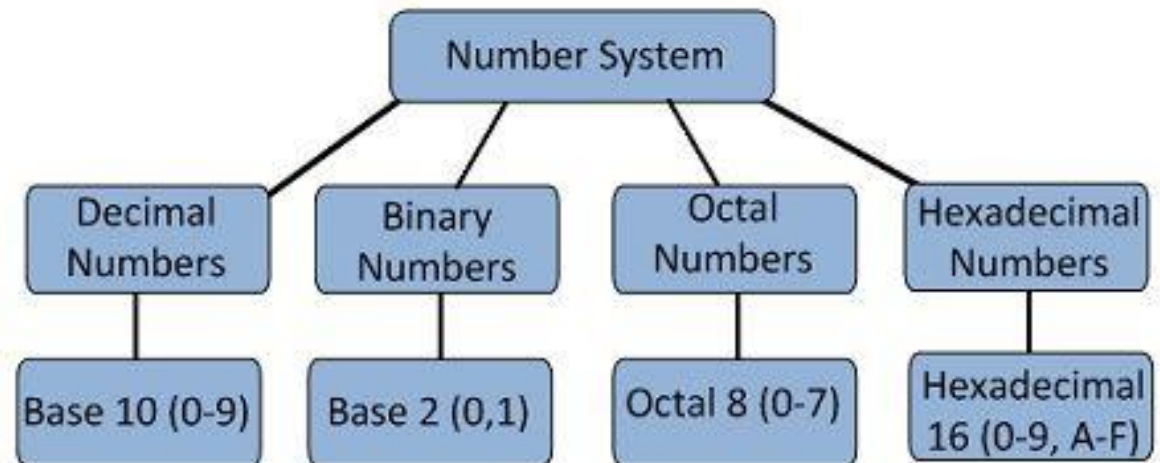 Number System
Decimal
Numbers
Binary
Numbers
Octal
Numbers
Hexadecimal
Numbers
Base 10 (0-9)
Base 2 (0,1)
Octal 8 (0-7)
Hexadecimal
16 (0-9, A-F)